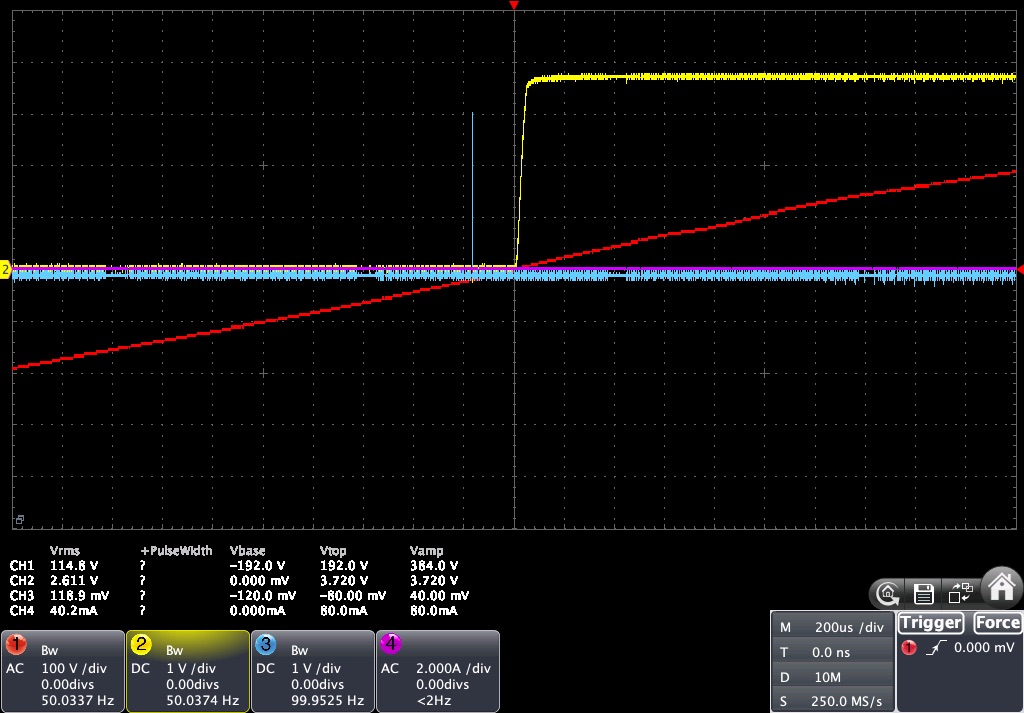 2
Vrms +PulseWidth Vbase Vtop Vamp
CH1 114.8 V ? -192.0 V 192.0 V 384.0 V
CH2 2.611 V ? 0.000 mV 3.720 V 3.720 V
CH3 118.9 mV ? -120.0 mV -80.00 mV 40.00 mV
CH4 40.2mA ? 0.000mA 80.0mA 80.0mA
1 Bw
AC 100 V /div
0.00divs
50.0337 Hz
2 Bw
DC 1 V /div
0.00divs
50.0374 Hz
3 Bw
DC 1 V /div
0.00divs
99.9525 Hz
4
AC 2.000A /div
0.00divs
<2Hz
M 200us /div
T 0.0 ns
D 10M
S 250.0 MS/s
Trigger Force
1 0.000 mV